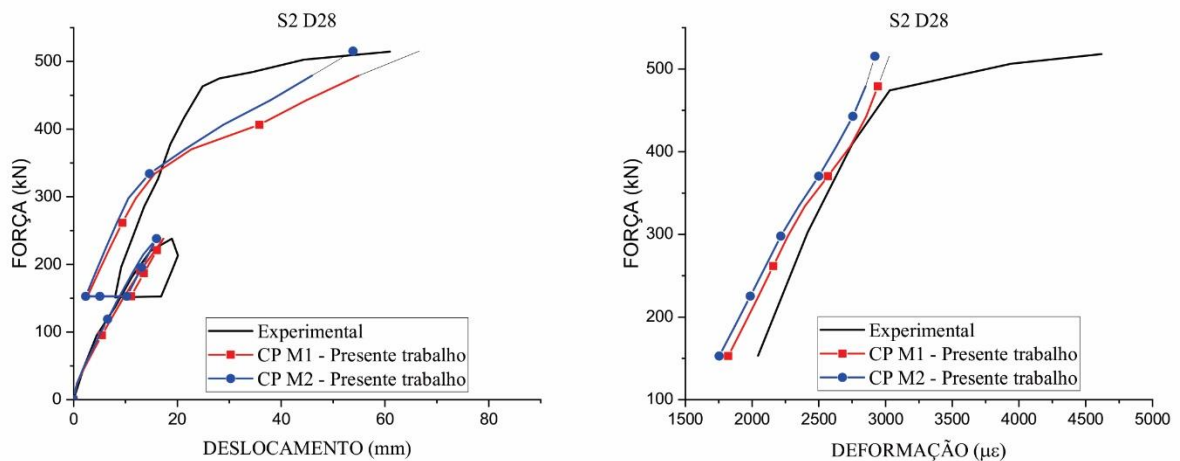 S2 D28
FORÇA (kN)
500
400
300
200
100
0
0
20
40
60
80
DESLOCAMENTO (mm)
Experimental
CP M1 - Presente trabalho
CP M2 - Presente trabalho
S2 D28
FORÇA (kN)
600
500
400
300
200
100
1500
2000
2500
3000
3500
4000
4500
5000
DEFORMAÇÃO (με)
Experimental
CP M1 - Presente trabalho
CP M2 - Presente trabalho